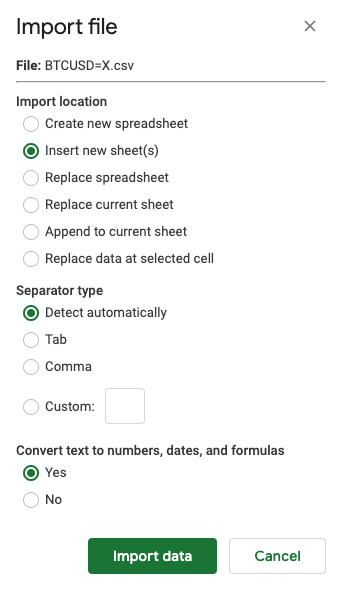 Import file
File: BTCUSD=X.csv
Import location
Create new spreadsheet
Insert new sheet(s)
Replace spreadsheet
Replace current sheet
Append to current sheet
Replace data at selected cell
Separator type
Detect automatically
Tab
Comma
Custom:
Convert text to numbers, dates, and formulas
Yes
No
Import data
Cancel